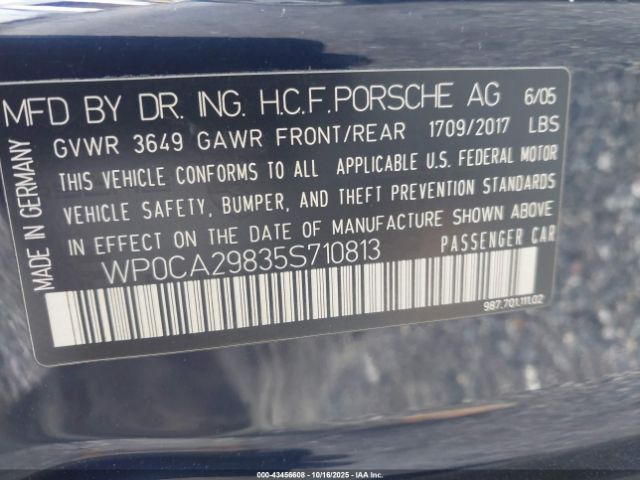 MFD BY DR. ING. H.C.F. PORSCHE AG 6/05
GVWR 3649 GAWR FRONT/REAR 1709/2017 LBS
THIS VEHICLE CONFORMS TO ALL APPLICABLE U.S. FEDERAL MOTOR
VEHICLE SAFETY, BUMPER, AND THEFT PREVENTION STANDARDS
IN EFFECT ON THE DATE OF MANUFACTURE SHOWN ABOVE.
WP0CA29835S710813 PASSENGER CAR
MADE IN GERMANY
987.701.111.02
000-43456608 - 10/16/2025 - IAA Inc.